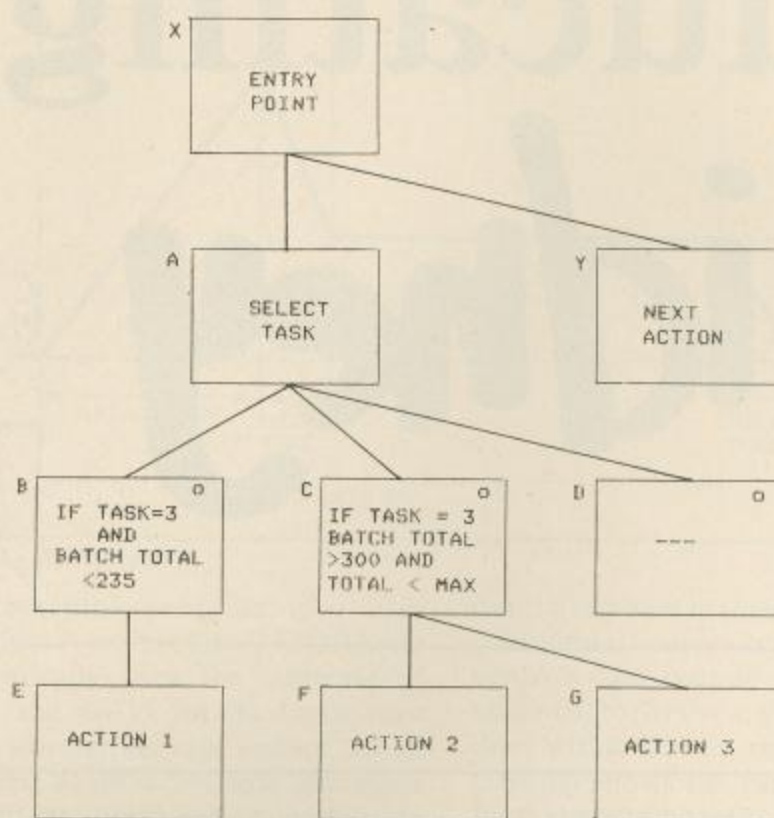 X
ENTRY
POINT
A
SELECT
TASK
Y
NEXT
ACTION
B
o
IF TASK=3
AND
BATCH TOTAL
<235
C
o
IF TASK = 3
BATCH TOTAL
>300 AND
TOTAL < MAX
D
o
---
E
ACTION 1
F
ACTION 2
G
ACTION 3